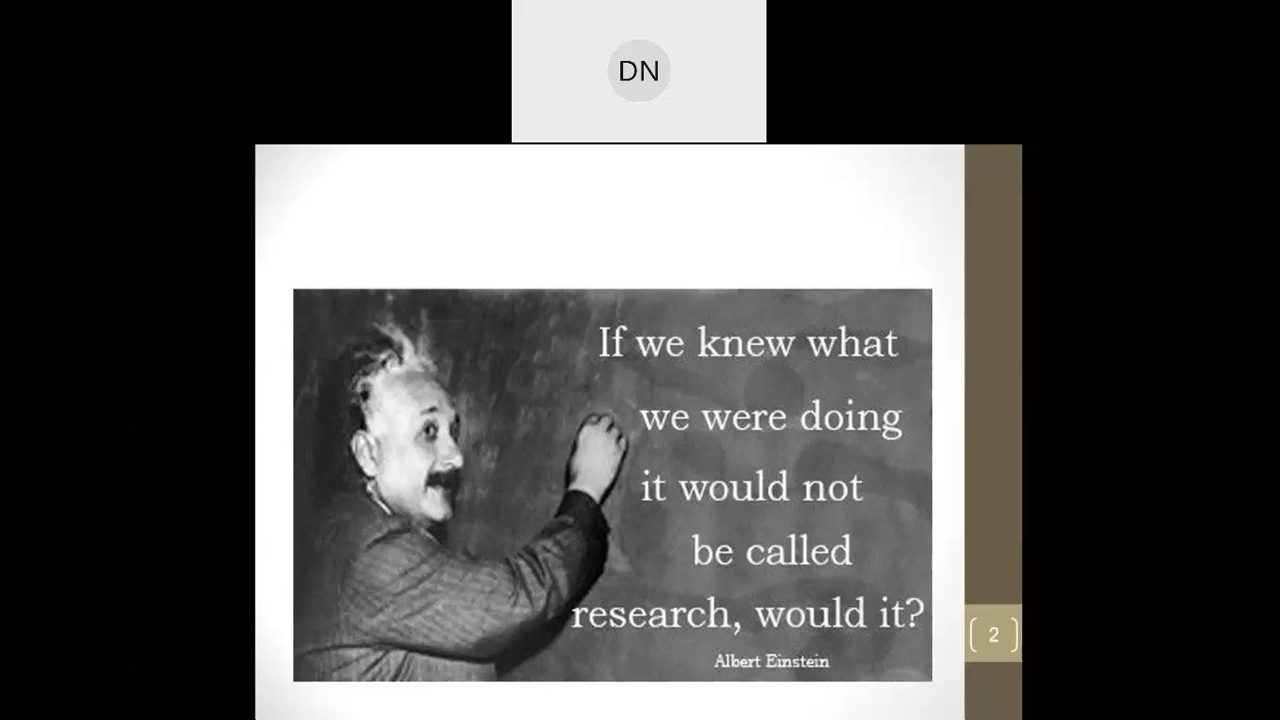 DN
If we knew what
we were doing
it would not
be called
research, would it?
Albert Einstein
2